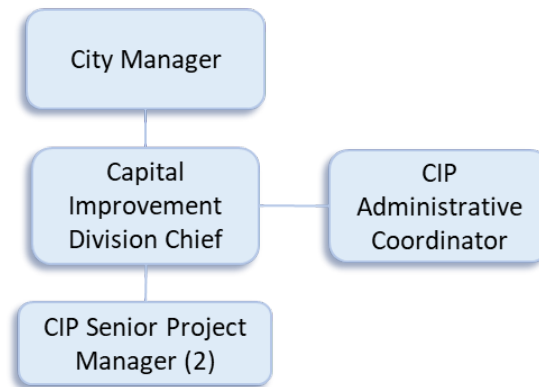 City Manager
Capital
Improvement
Division Chief
CIP
Administrative
Coordinator
CIP Senior Project
Manager (2)